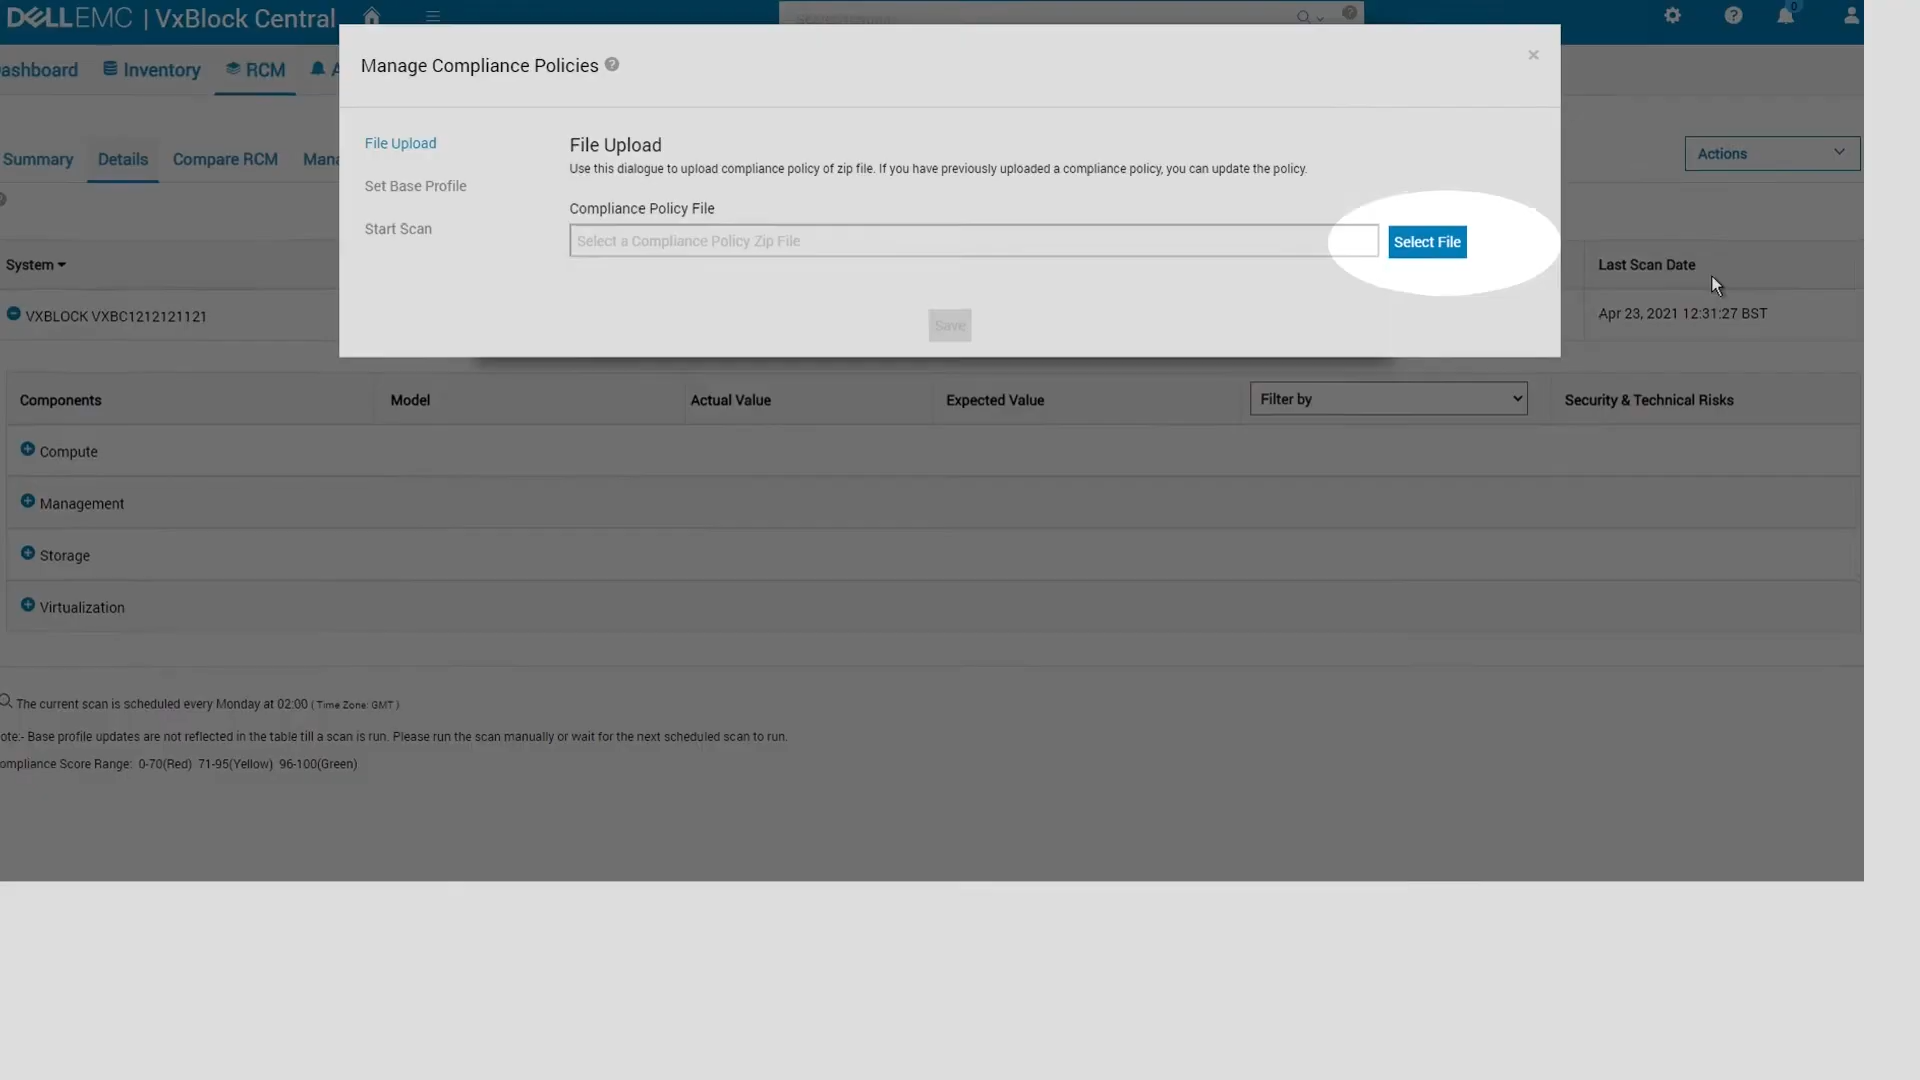 DELLEMC | VxBlock Central
0
ashboard Inventory RCM A
Manage Compliance Policies
×
Summary Details Compare RCM Mana
Actions
File Upload
Set Base Profile
Start Scan
File Upload
Use this dialogue to upload compliance policy of zip file. If you have previously uploaded a compliance policy, you can update the policy.
Compliance Policy File
Select a Compliance Policy Zip File
Select File
Save
System
Last Scan Date
VXBLOCK VXBC1212121121
Apr 23, 2021 12:31:27 BST
Components Model Actual Value Expected Value Filter by Security & Technical Risks
Compute
Management
Storage
Virtualization
The current scan is scheduled every Monday at 02:00 ( Time Zone: GMT )
ote:- Base profile updates are not reflected in the table till a scan is run. Please run the scan manually or wait for the next scheduled scan to run.
ompliance Score Range: 0-70(Red) 71-95(Yellow) 96-100(Green)